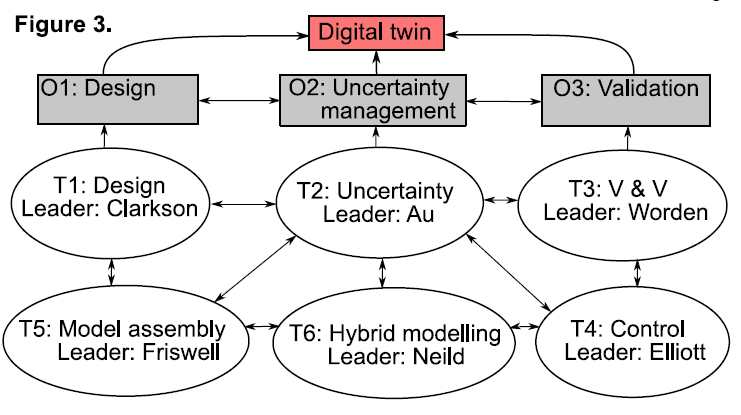 Figure 3.
Digital twin
O1: Design
O2: Uncertainty
management
O3: Validation
T1: Design
Leader: Clarkson
T2: Uncertainty
Leader: Au
T3: V & V
Leader: Worden
T5: Model assembly
Leader: Friswell
T6: Hybrid modelling
Leader: Neild
T4: Control
Leader: Elliott